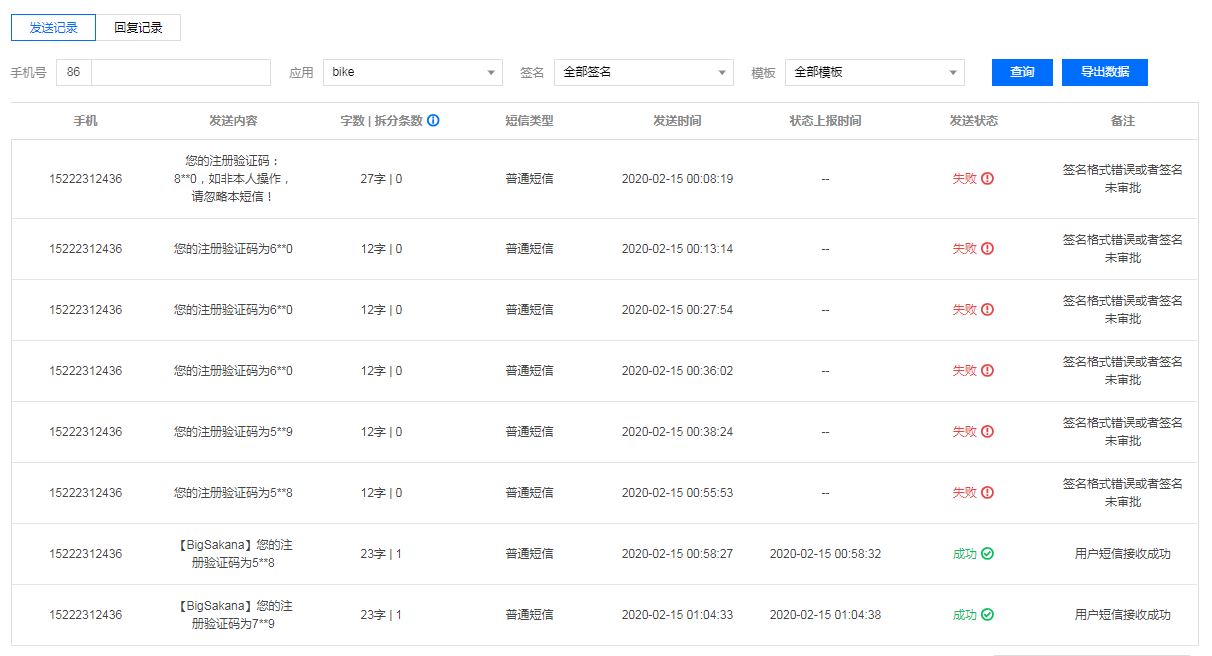 发送记录 回复记录
手机号 86 应用 bike 签名 全部签名 模板 全部模板 查询 导出数据
手机 发送内容 字数 | 拆分条数 短信类型 发送时间 状态上报时间 发送状态 备注
您的注册验证码：
签名格式错误或者签名
15222312436 8**0，如非本人操作， 27字 | 0 普通短信 2020-02-15 00:08:19 -- 失败
未审批
请忽略本短信！
签名格式错误或者签名
15222312436 您的注册验证码为6**0 12字 | 0 普通短信 2020-02-15 00:13:14 -- 失败
未审批
签名格式错误或者签名
15222312436 您的注册验证码为6**0 12字 | 0 普通短信 2020-02-15 00:27:54 -- 失败
未审批
签名格式错误或者签名
15222312436 您的注册验证码为6**0 12字 | 0 普通短信 2020-02-15 00:36:02 -- 失败
未审批
签名格式错误或者签名
15222312436 您的注册验证码为5**9 12字 | 0 普通短信 2020-02-15 00:38:24 -- 失败
未审批
签名格式错误或者签名
15222312436 您的注册验证码为5**8 12字 | 0 普通短信 2020-02-15 00:55:53 -- 失败
未审批
【BigSakana】您的注
15222312436 23字 | 1 普通短信 2020-02-15 00:58:27 2020-02-15 00:58:32 成功 用户短信接收成功
册验证码为5**8
【BigSakana】您的注
15222312436 23字 | 1 普通短信 2020-02-15 01:04:33 2020-02-15 01:04:38 成功 用户短信接收成功
册验证码为7**9